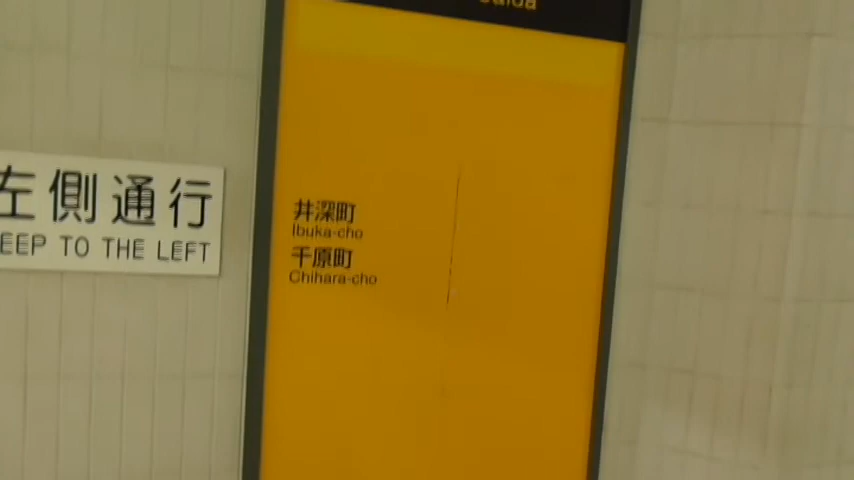 左側通行
EEP TO THE LEFT
井深町
Ibuka-cho
千原町
Chihara-cho